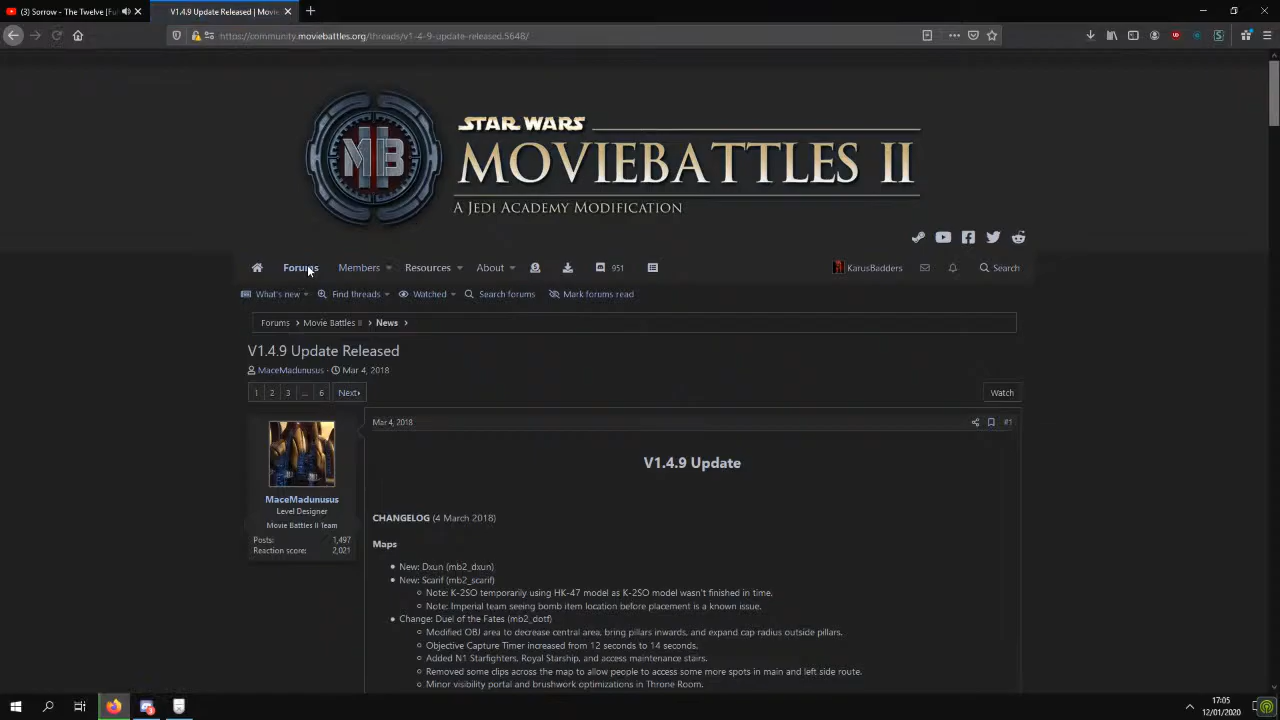 (3) Sorrow - The Twelve [Ful
V1.4.9 Update Released | Movie
https://community.moviebattles.org/threads/v1-4-9-update-released.5648/
STAR WARS
MB
II
MOVIEBATTLES II
A JEDI ACADEMY MODIFICATION
Forums Members Resources About 951 KarusBadders Search
What's new Find threads Watched Search forums Mark forums read
Forums Movie Battles II News
V1.4.9 Update Released
MaceMadunusus · Mar 4, 2018
1 2 3 ... 6 Next Watch
Mar 4, 2018 #1
V1.4.9 Update
MaceMadunusus
Level Designer
Movie Battles II Team
Posts: 1,497
Reaction score: 2,021
CHANGELOG (4 March 2018)
Maps
New: Dxun (mb2_dxun)
New: Scarif (mb2_scarif)
Note: K-2SO temporarily using HK-47 model as K-2SO model wasn't finished in time.
Note: Imperial team seeing bomb item location before placement is a known issue.
Change: Duel of the Fates (mb2_dotf)
Modified OBJ area to decrease central area, bring pillars inwards, and expand cap radius outside pillars.
Objective Capture Timer increased from 12 seconds to 14 seconds.
Added N1 Starfighters, Royal Starship, and access maintenance stairs.
Removed some clips across the map to allow people to access some more spots in main and left side route.
Minor visibility portal and brushwork optimizations in Throne Room.
17:05
12/01/2020